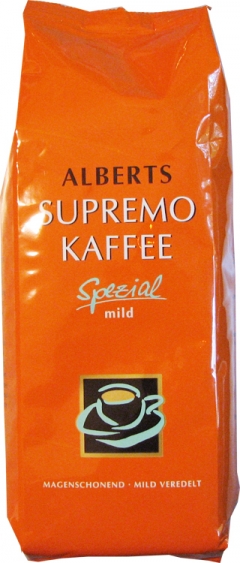 ALBERTS
SUPREMO
KAFFEE
Spezial
mild
MAGENSCHONEND · MILD VEREDELT